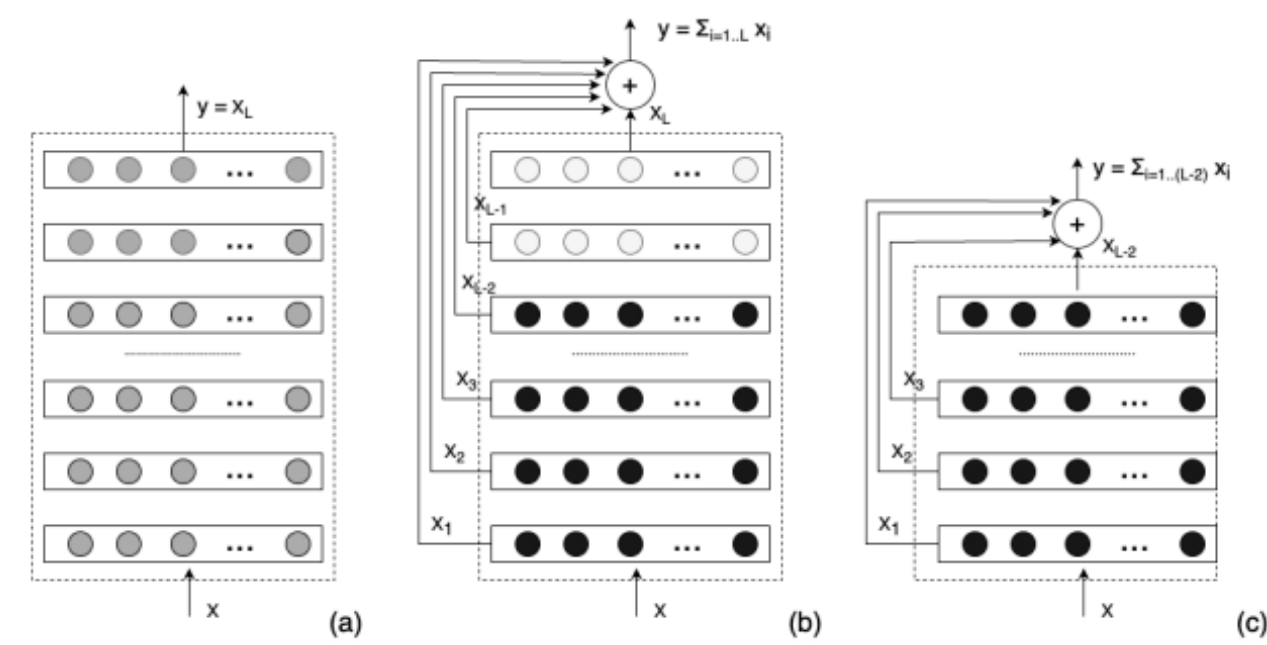 y = x_L
...
...
...
...
...
...
x
(a)
y = Σ_{i=1..L} x_i
+
x_L
...
x_{L-1}
...
x_{L-2}
...
x_3
...
x_2
...
x_1
...
x
(b)
y = Σ_{i=1..(L-2)} x_i
+
x_{L-2}
...
x_3
...
x_2
...
x_1
...
x
(c)